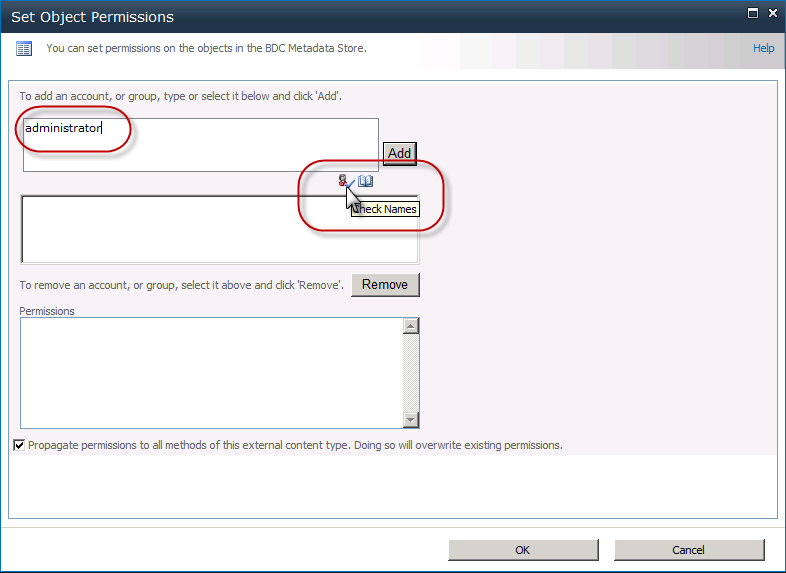 Set Object Permissions
You can set permissions on the objects in the BDC Metadata Store.
Help
To add an account, or group, type or select it below and click 'Add'.
administrator
Add
Check Names
To remove an account, or group, select it above and click 'Remove'.
Remove
Permissions
Propagate permissions to all methods of this external content type. Doing so will overwrite existing permissions.
OK
Cancel